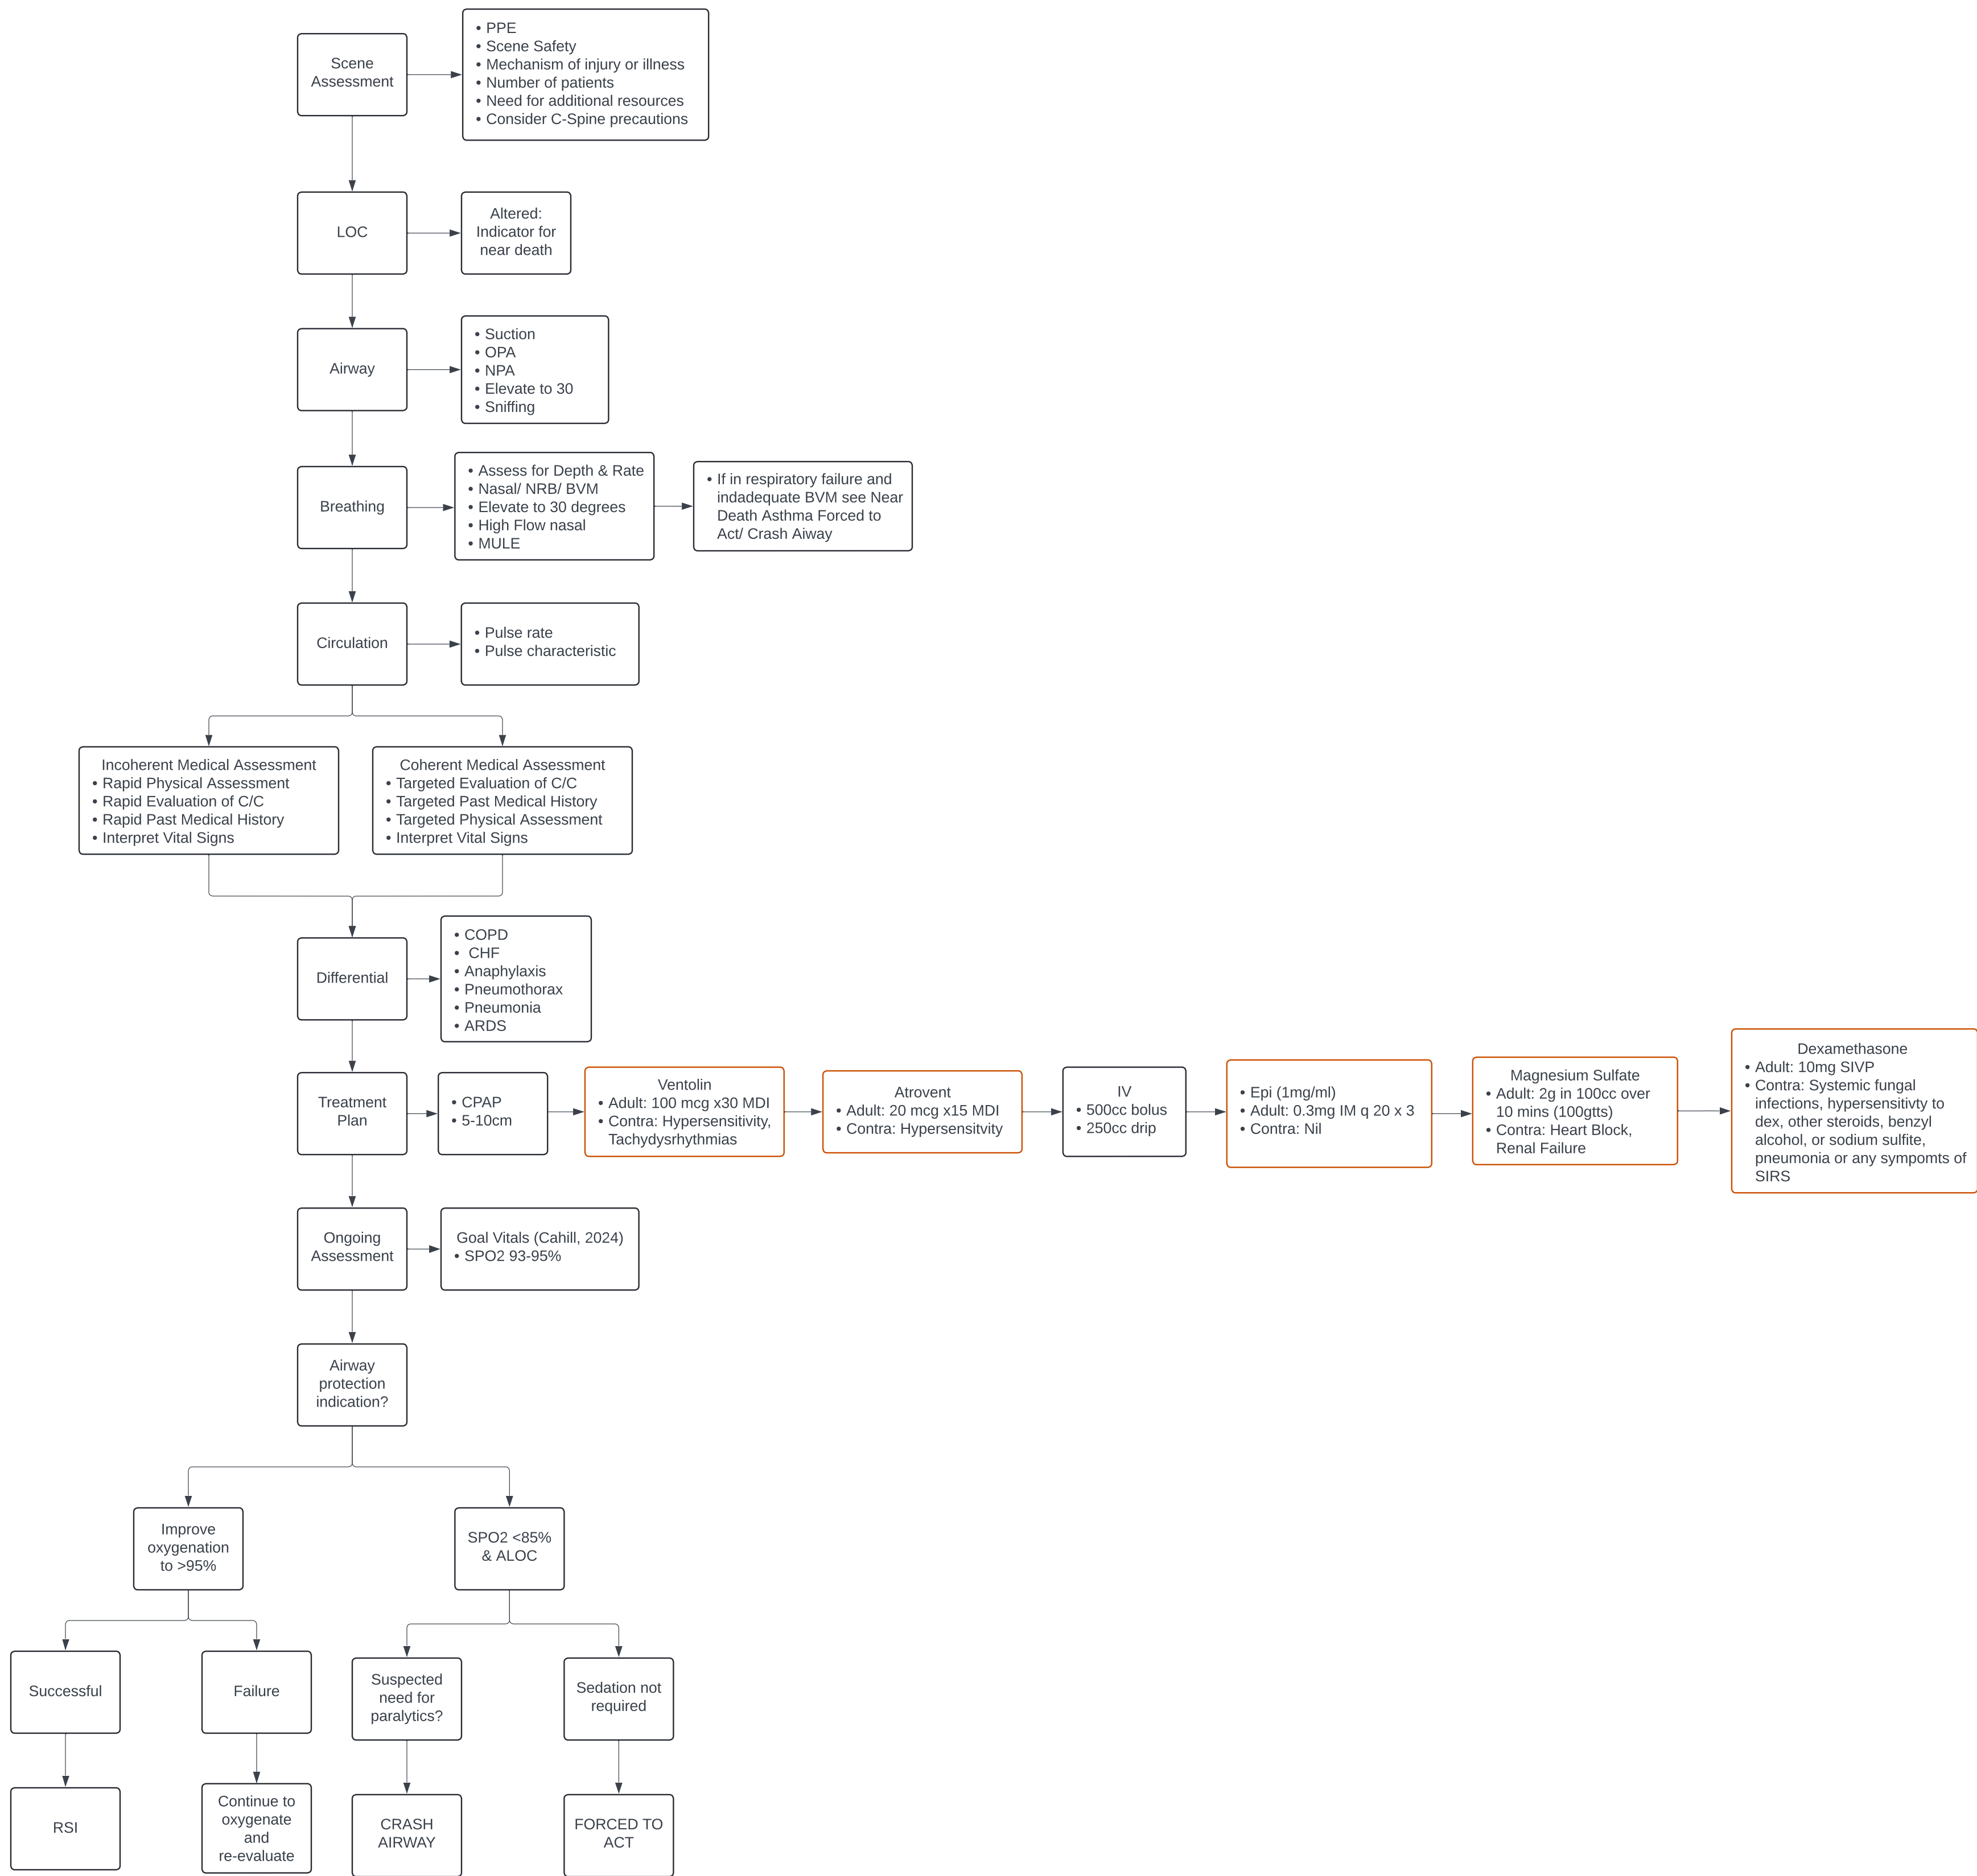 Scene
Assessment
• PPE
• Scene Safety
• Mechanism of injury or illness
• Number of patients
• Need for additional resources
• Consider C-Spine precautions
LOC
Altered:
Indicator for
near death
Airway
• Suction
• OPA
• NPA
• Elevate to 30
• Sniffing
Breathing
• Assess for Depth & Rate
• Nasal/ NRB/ BVM
• Elevate to 30 degrees
• High Flow nasal
• MULE
• If in respiratory failure and
indadequate BVM see Near
Death Asthma Forced to
Act/ Crash Aiway
Circulation
• Pulse rate
• Pulse characteristic
Incoherent Medical Assessment
• Rapid Physical Assessment
• Rapid Evaluation of C/C
• Rapid Past Medical History
• Interpret Vital Signs
Coherent Medical Assessment
• Targeted Evaluation of C/C
• Targeted Past Medical History
• Targeted Physical Assessment
• Interpret Vital Signs
Differential
• COPD
• CHF
• Anaphylaxis
• Pneumothorax
• Pneumonia
• ARDS
Treatment
Plan
• CPAP
• 5-10cm
Ventolin
• Adult: 100 mcg x30 MDI
• Contra: Hypersensitivity,
Tachydysrhythmias
Atrovent
• Adult: 20 mcg x15 MDI
• Contra: Hypersensitvity
IV
• 500cc bolus
• 250cc drip
• Epi (1mg/ml)
• Adult: 0.3mg IM q 20 x 3
• Contra: Nil
Magnesium Sulfate
• Adult: 2g in 100cc over
10 mins (100gtts)
• Contra: Heart Block,
Renal Failure
Dexamethasone
• Adult: 10mg SIVP
• Contra: Systemic fungal
infections, hypersensitivty to
dex, other steroids, benzyl
alcohol, or sodium sulfite,
pneumonia or any sympomts of
SIRS
Ongoing
Assessment
Goal Vitals (Cahill, 2024)
• SPO2 93-95%
Airway
protection
indication?
Improve
oxygenation
to >95%
SPO2 <85%
& ALOC
Successful
Failure
Suspected
need for
paralytics?
Sedation not
required
RSI
Continue to
oxygenate
and
re-evaluate
CRASH
AIRWAY
FORCED TO
ACT